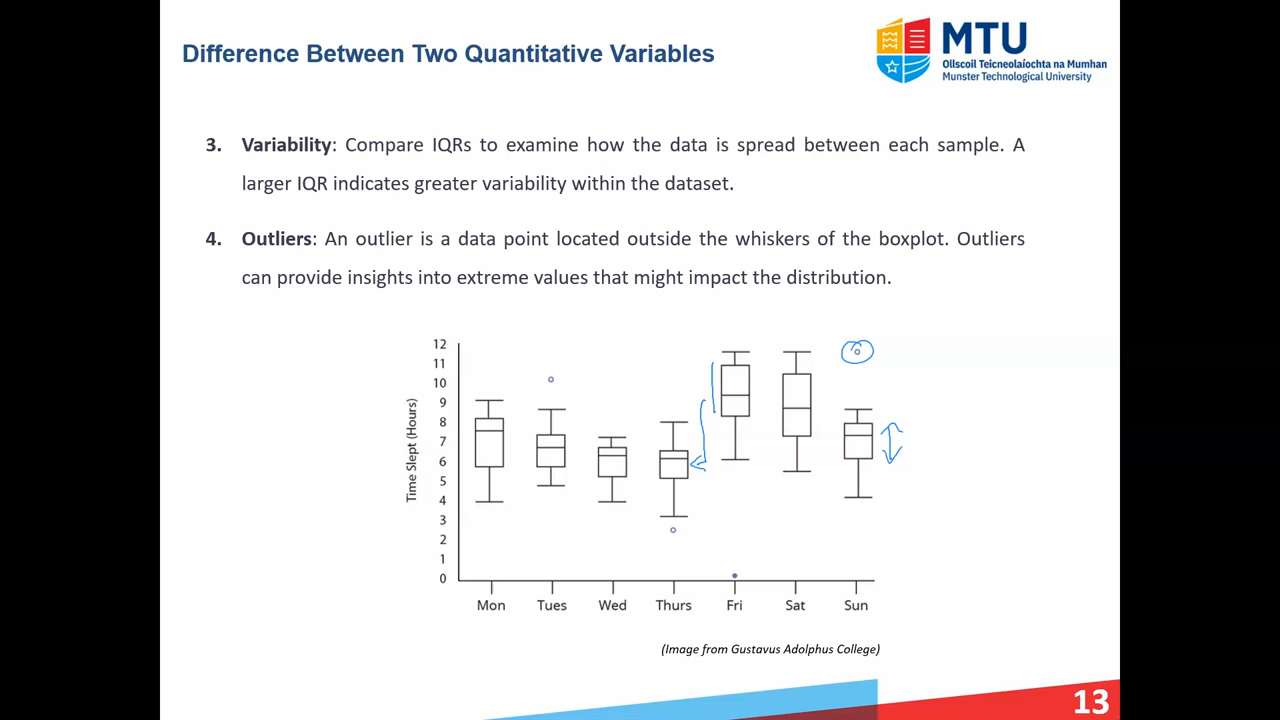 Difference Between Two Quantitative Variables
MTU
Ollscoil Teicneolaíochta na Mumhan
Munster Technological University
3. Variability: Compare IQRs to examine how the data is spread between each sample. A
larger IQR indicates greater variability within the dataset.
4. Outliers: An outlier is a data point located outside the whiskers of the boxplot. Outliers
can provide insights into extreme values that might impact the distribution.
Time Slept (Hours)
12
11
10
9
8
7
6
5
4
3
2
1
0
Mon Tues Wed Thurs Fri Sat Sun
(Image from Gustavus Adolphus College)
13